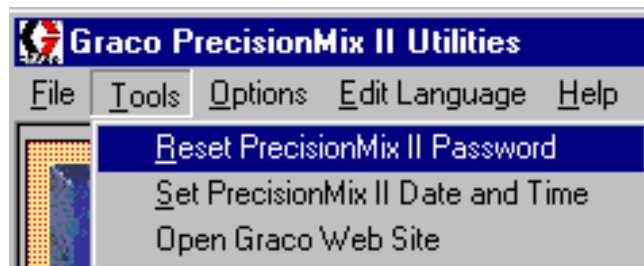 Graco PrecisionMix II Utilities
File Tools Options Edit Language Help
Reset PrecisionMix II Password
Set PrecisionMix II Date and Time
Open Graco Web Site